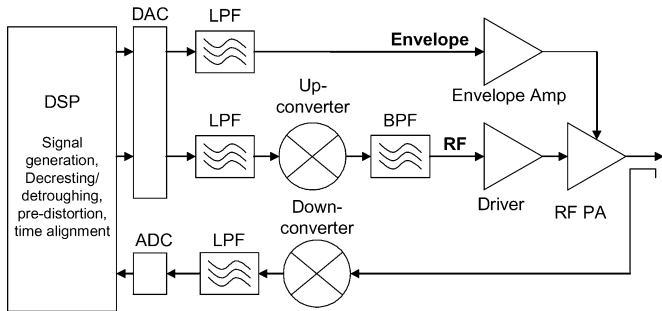 DAC
LPF
Envelope
Envelope Amp
DSP
Signal
generation,
Decresting/
detroughing,
pre-distortion,
time alignment
LPF
Up-
converter
BPF
RF
Driver
RF PA
ADC
LPF
Down-
converter